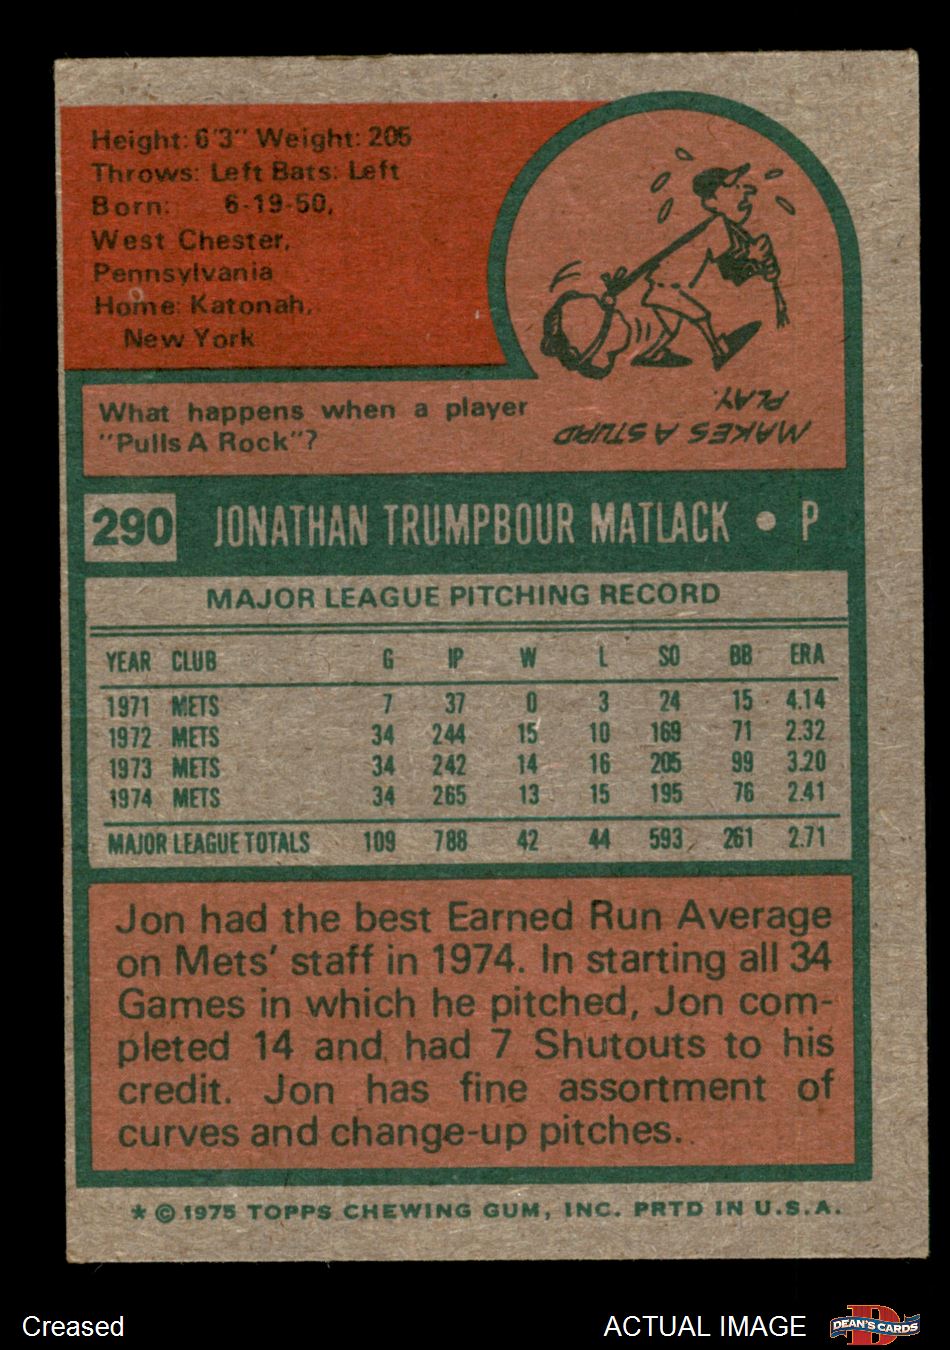 Height: 6'3" Weight: 205
Throws: Left Bats: Left
Born: 6-19-50,
West Chester,
Pennsylvania
Home: Katonah,
New York
What happens when a player
"Pulls A Rock"?
MAKES A STUPID
PLAY.
290 JONATHAN TRUMPBOUR MATLACK • P
MAJOR LEAGUE PITCHING RECORD
YEAR CLUB G IP W L SO BB ERA
1971 METS 7 37 0 3 24 15 4.14
1972 METS 34 244 15 10 169 71 2.32
1973 METS 34 242 14 16 205 99 3.20
1974 METS 34 265 13 15 195 76 2.41
MAJOR LEAGUE TOTALS 109 788 42 44 593 261 2.71
Jon had the best Earned Run Average
on Mets' staff in 1974. In starting all 34
Games in which he pitched, Jon com-
pleted 14 and had 7 Shutouts to his
credit. Jon has fine assortment of
curves and change-up pitches.
* © 1975 TOPPS CHEWING GUM, INC. PRTD IN U.S.A.
Creased
ACTUAL IMAGE
DEAN'S CARDS